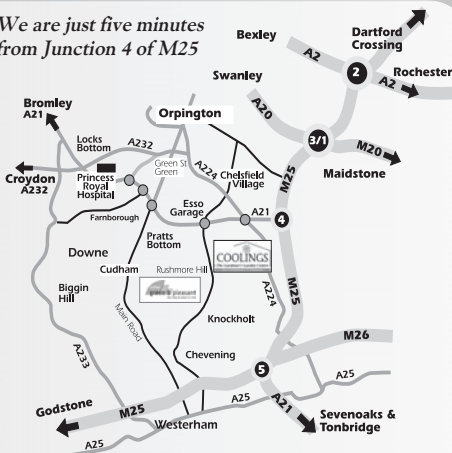 We are just five minutes
from Junction 4 of M25
Bexley
Dartford
Crossing
A2
2
A2
Rochester
Swanley
A20
Bromley
A21
Orpington
3/1
M20
Maidstone
Locks
Bottom
A232
Green St
Green
A224
Chelsfield
Village
M25
Croydon
A232
Princess
Royal
Hospital
Farnborough
Esso
Garage
A21
4
Pratts
Bottom
COOLINGS
Downe
Cudham
Rushmore Hill
Biggin
Hill
Main Road
A224
M25
Knockholt
M26
Chevening
A233
5
Godstone
M25
A25
A25
A21
Sevenoaks &
Tonbridge
Westerham
A25